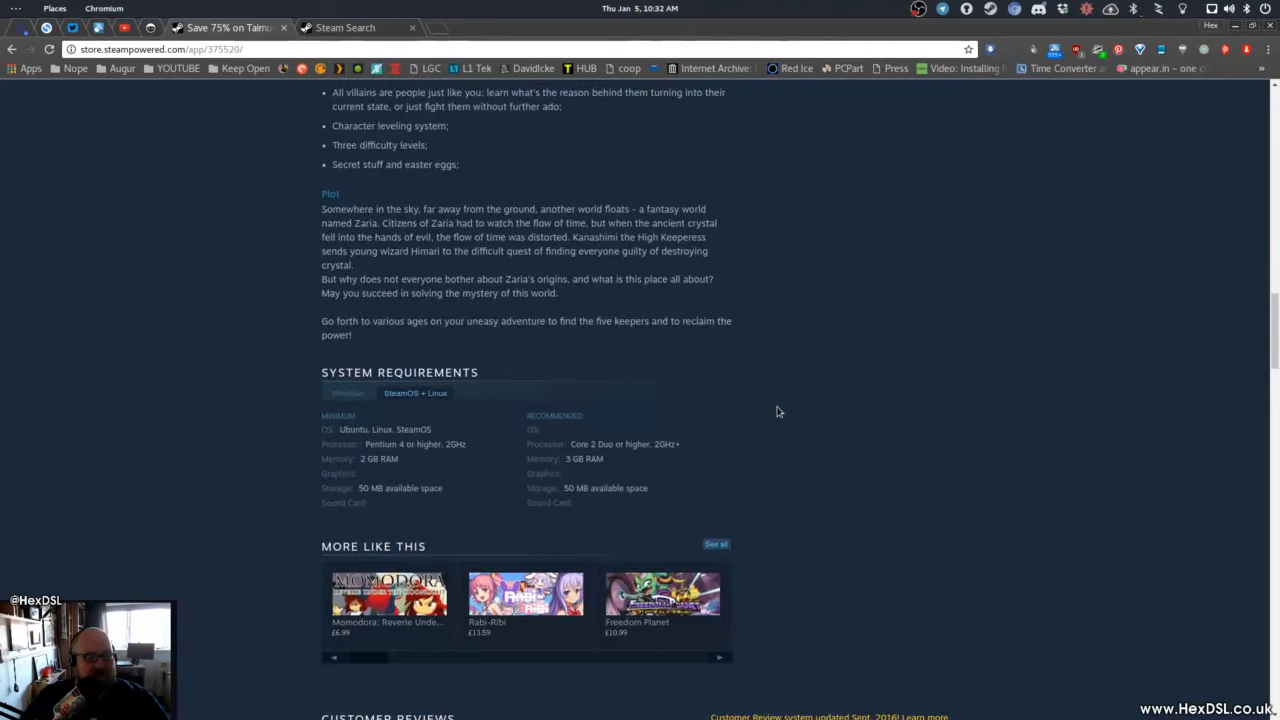 Places
Chromium
Thu Jan 5, 10:32 AM
Save 75% on Taimu
Steam Search
Hex
store.steampowered.com/app/375520/
Apps
Nope
Augur
YOUTUBE
Keep Open
LGC
L1 Tek
DavidIcke
HUB
coop
Internet Archive:
Red Ice
PCPart
Press
Video: Installing
Time Converter a
appear.in – one c
»
• All villains are people just like you: learn what's the reason behind them turning into their
current state, or just fight them without further ado;
• Character leveling system;
• Three difficulty levels;
• Secret stuff and easter eggs;
Plot
Somewhere in the sky, far away from the ground, another world floats - a fantasy world
named Zaria. Citizens of Zaria had to watch the flow of time, but when the ancient crystal
fell into the hands of evil, the flow of time was distorted. Kanashimi the High Keeperess
sends young wizard Himari to the difficult quest of finding everyone guilty of destroying
crystal.
But why does not everyone bother about Zaria's origins, and what is this place all about?
May you succeed in solving the mystery of this world.
Go forth to various ages on your uneasy adventure to find the five keepers and to reclaim the
power!
SYSTEM REQUIREMENTS
Windows
SteamOS + Linux
MINIMUM:
OS: Ubuntu, Linux, SteamOS
Processor: Pentium 4 or higher, 2GHz
Memory: 2 GB RAM
Graphics:
Storage: 50 MB available space
Sound Card:
RECOMMENDED:
OS:
Processor: Core 2 Duo or higher, 2GHz+
Memory: 3 GB RAM
Graphics:
Storage: 50 MB available space
Sound Card:
MORE LIKE THIS
See all
MOMODORA
REVERIE UNDER THE MOONLIGHT
Momodora: Reverie Unde...
£6.99
RABI-RIBI
Rabi-Ribi
£13.59
FREEDOM PLANET
Freedom Planet
£10.99
CUSTOMER REVIEWS
Customer Review system updated Sept. 2016! Learn more
@HexDSL
www.HexDSL.co.uk